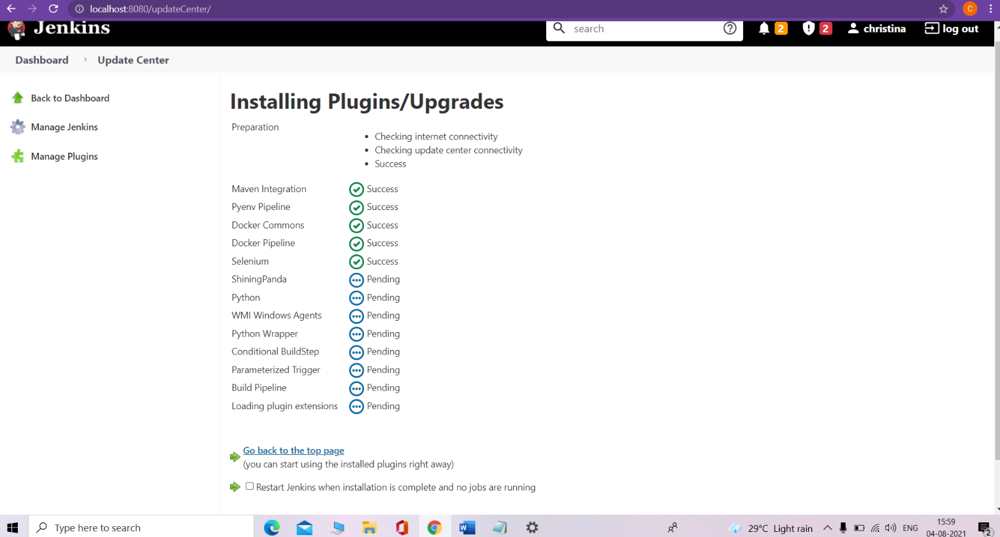 localhost:8080/updateCenter/
C
Jenkins
search
2
2
christina
log out
Dashboard
Update Center
Back to Dashboard
Manage Jenkins
Manage Plugins
Installing Plugins/Upgrades
Preparation
Checking internet connectivity
Checking update center connectivity
Success
Maven Integration Success
Pyenv Pipeline Success
Docker Commons Success
Docker Pipeline Success
Selenium Success
ShiningPanda Pending
Python Pending
WMI Windows Agents Pending
Python Wrapper Pending
Conditional BuildStep Pending
Parameterized Trigger Pending
Build Pipeline Pending
Loading plugin extensions Pending
Go back to the top page
(you can start using the installed plugins right away)
Restart Jenkins when installation is complete and no jobs are running
Type here to search
29°C Light rain
ENG
15:59
04-08-2021
2